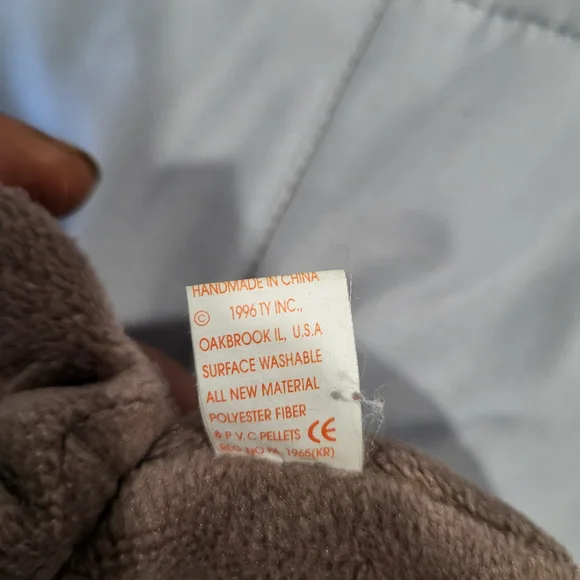 HANDMADE IN CHINA
© 1996 TY INC.,
OAKBROOK IL, U.S.A
SURFACE WASHABLE
ALL NEW MATERIAL
POLYESTER FIBER
& P.V.C PELLETS CE
REG. NO PA. 1965(KR)